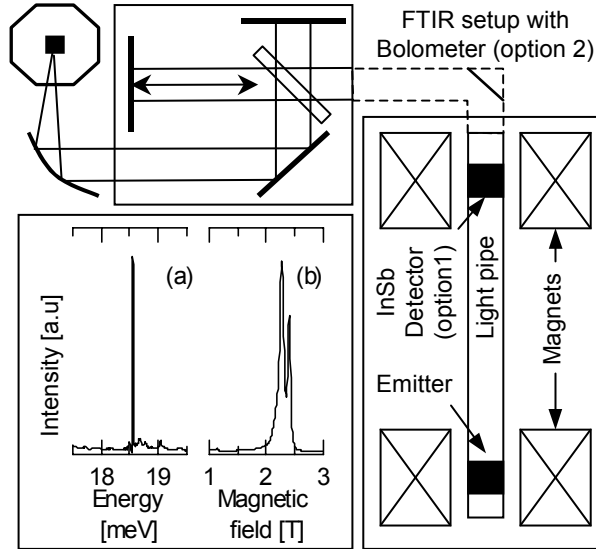 FTIR setup with
Bolometer (option 2)
InSb
Detector
(option1)
Light pipe
Magnets
Emitter
(a)
(b)
Intensity [a.u]
18
19
1
2
3
Energy
[meV]
Magnetic
field [T]